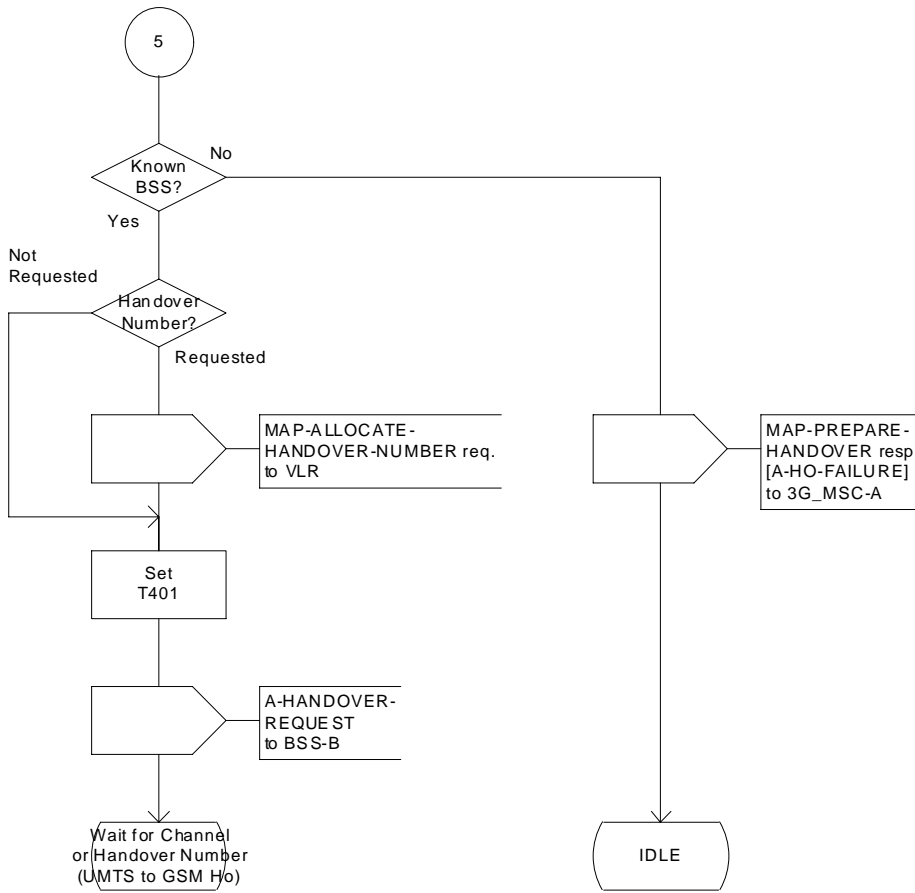 5
No
Known
BSS?
Yes
Not
Requested
Handover
Number?
Requested
MAP-ALLOCATE-
HANDOVER-NUMBER req.
to VLR
MAP-PREPARE-
HANDOVER resp
[A-HO-FAILURE]
to 3G_MSC-A
Set
T401
A-HANDOVER-
REQUEST
to BSS-B
Wait for Channel
or Handover Number
(UMTS to GSM Ho)
IDLE